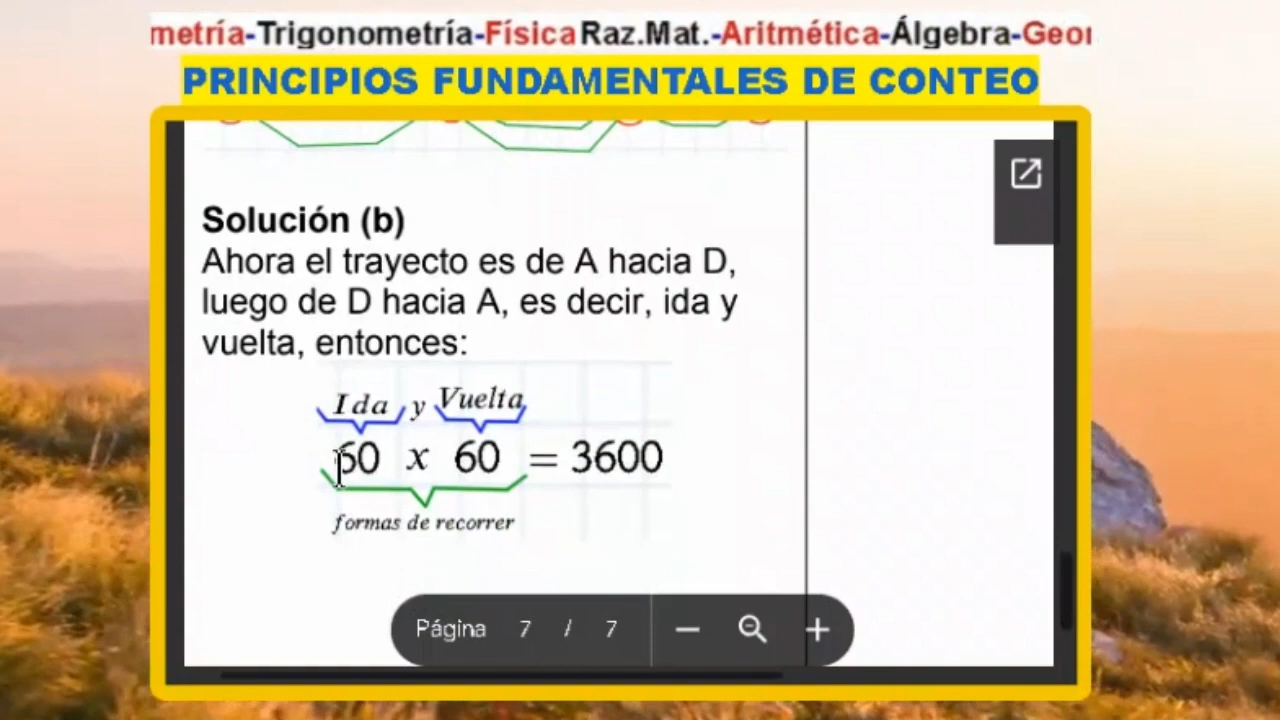 metría-Trigonometría-Física Raz.Mat.-Aritmética-Álgebra-Geor
PRINCIPIOS FUNDAMENTALES DE CONTEO
Solución (b)
Ahora el trayecto es de A hacia D,
luego de D hacia A, es decir, ida y
vuelta, entonces:
Ida y Vuelta
60 x 60 = 3600
formas de recorrer
Página 7 / 7